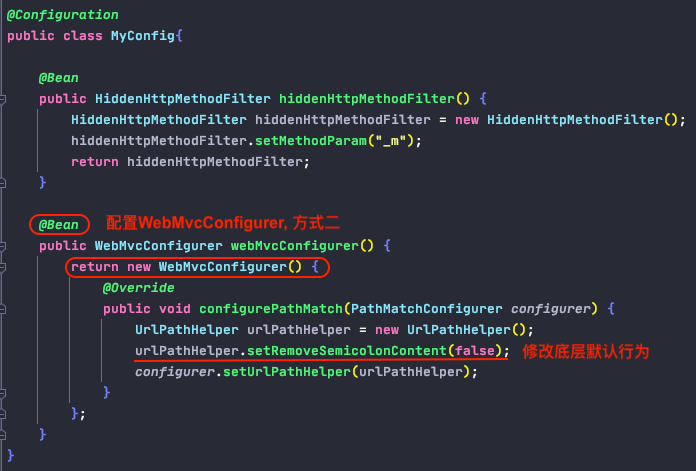 @Configuration
public class MyConfig{
@Bean
public HiddenHttpMethodFilter hiddenHttpMethodFilter() {
HiddenHttpMethodFilter hiddenHttpMethodFilter = new HiddenHttpMethodFilter();
hiddenHttpMethodFilter.setMethodParam("_m");
return hiddenHttpMethodFilter;
}
@Bean 配置WebMvcConfigurer, 方式二
public WebMvcConfigurer webMvcConfigurer() {
return new WebMvcConfigurer() {
@Override
public void configurePathMatch(PathMatchConfigurer configurer) {
UrlPathHelper urlPathHelper = new UrlPathHelper();
urlPathHelper.setRemoveSemicolonContent(false); 修改底层默认行为
configurer.setUrlPathHelper(urlPathHelper);
}
};
}
}